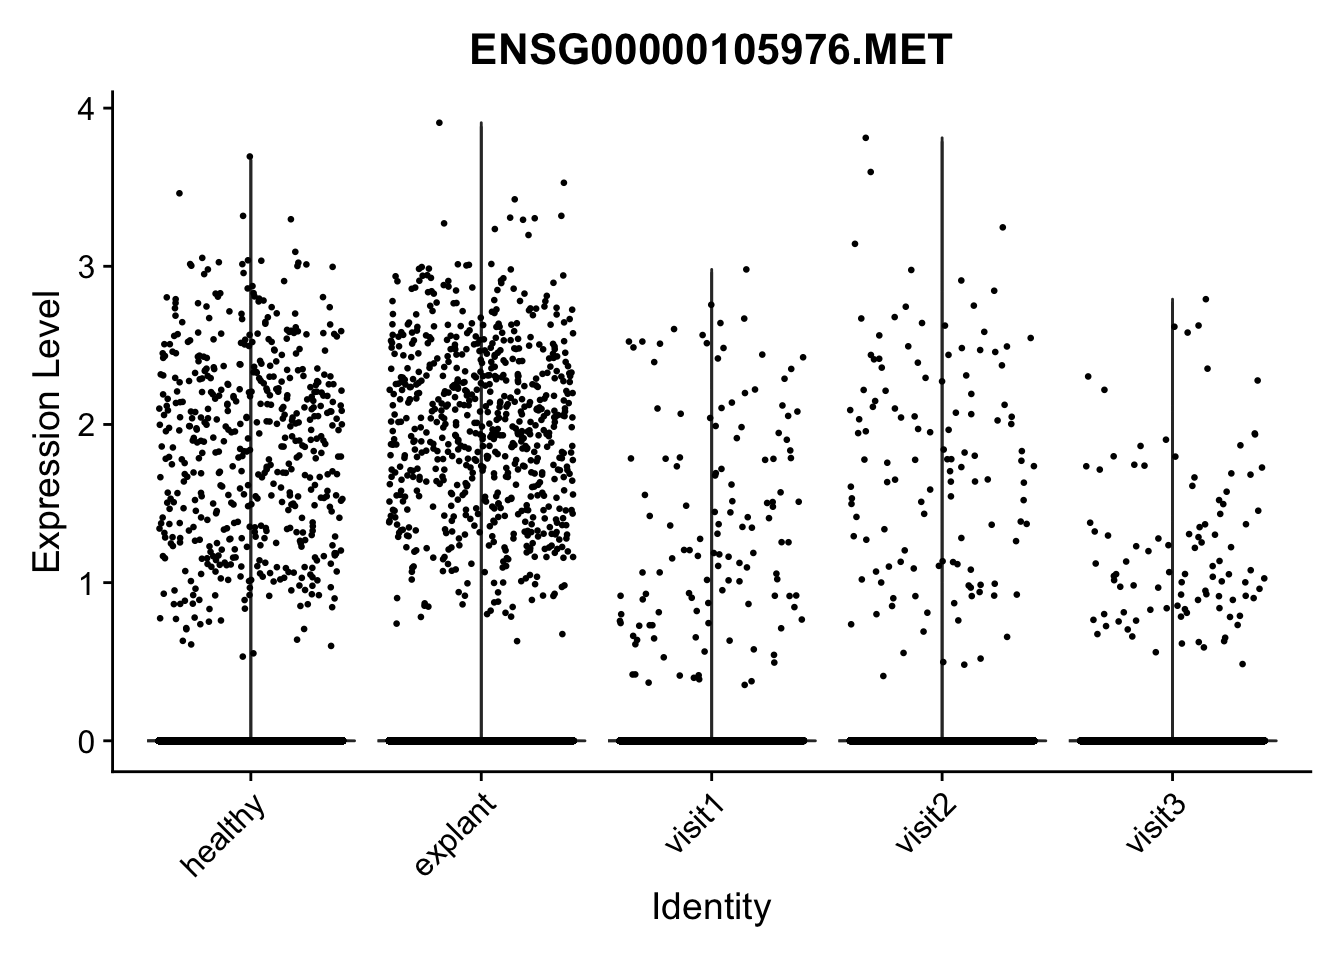 ENSG00000105976.MET
Expression Level
4
3
2
1
0
healthy
explant
visit1
visit2
visit3
Identity